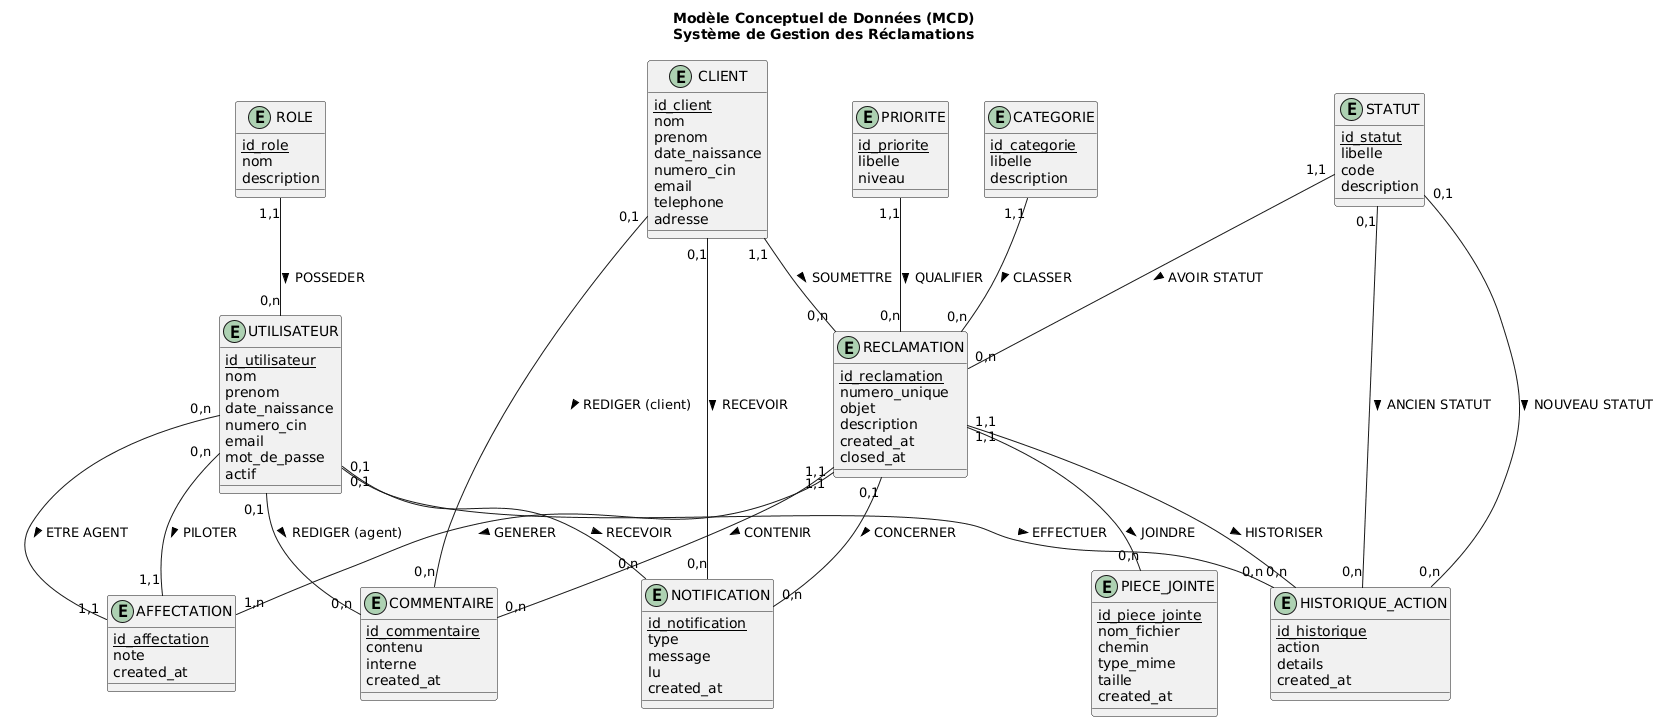 Modèle Conceptuel de Données (MCD)
Système de Gestion des Réclamations
E CLIENT
id_client
nom
prenom
date_naissance
numero_cin
email
telephone
adresse
E ROLE
id_role
nom
description
E PRIORITE
id_priorite
libelle
niveau
E CATEGORIE
id_categorie
libelle
description
E STATUT
id_statut
libelle
code
description
1,1
0,1
0,1
1,1
1,1
1,1
1,1
0,1
0,1
POSSEDER
SOUMETTRE
QUALIFIER
CLASSER
AVOIR STATUT
0,n
0,n
0,n
0,n
0,n
E UTILISATEUR
id_utilisateur
nom
prenom
date_naissance
numero_cin
email
mot_de_passe
actif
E RECLAMATION
id_reclamation
numero_unique
objet
description
created_at
closed_at
REDIGER (client)
RECEVOIR
ANCIEN STATUT
NOUVEAU STATUT
0,n
0,n
0,1
0,1
0,1
1,1
1,1
0,1
1,1
1,1
ETRE AGENT
PILOTER
REDIGER (agent)
GENERER
RECEVOIR
CONTENIR
CONCERNER
EFFECTUER
JOINDRE
HISTORISER
1,1
1,1
1,n
0,n
0,n
0,n
0,n
0,n
0,n
0,n
0,n
0,n
0,n
0,n
E AFFECTATION
id_affectation
note
created_at
E COMMENTAIRE
id_commentaire
contenu
interne
created_at
E NOTIFICATION
id_notification
type
message
lu
created_at
E PIECE_JOINTE
id_piece_jointe
nom_fichier
chemin
type_mime
taille
created_at
E HISTORIQUE_ACTION
id_historique
action
details
created_at